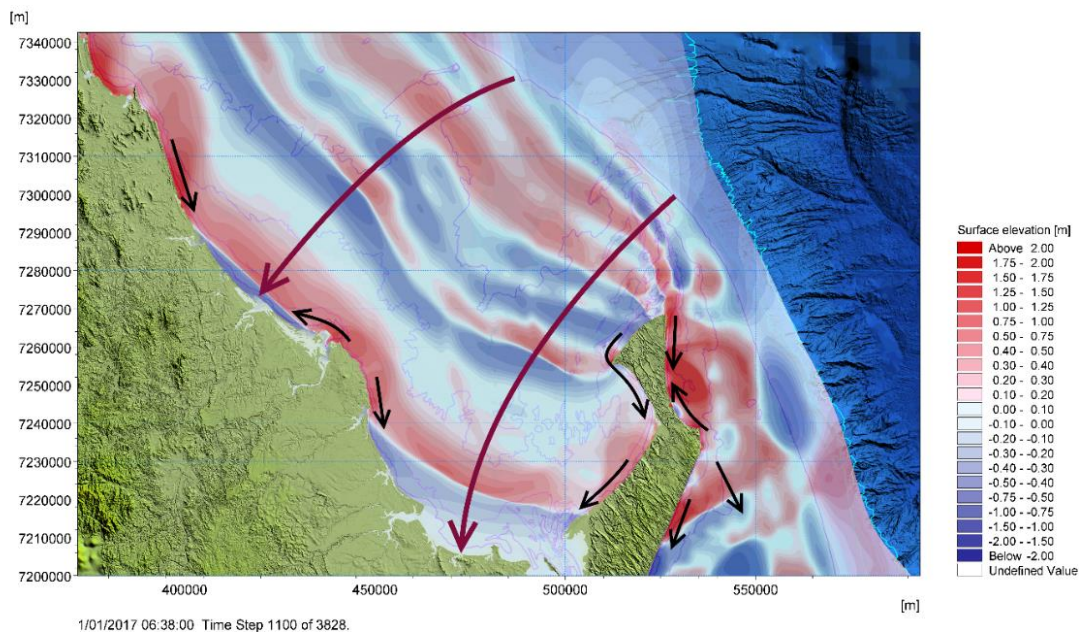 [m]
7340000
7330000
7320000
7310000
7300000
7290000
7280000
7270000
7260000
7250000
7240000
7230000
7220000
7210000
7200000
400000 450000 500000 550000
[m]
Surface elevation [m]
Above 2.00
1.75 - 2.00
1.50 - 1.75
1.25 - 1.50
1.00 - 1.25
0.75 - 1.00
0.50 - 0.75
0.40 - 0.50
0.30 - 0.40
0.20 - 0.30
0.10 - 0.20
0.00 - 0.10
-0.10 - 0.00
-0.20 - -0.10
-0.30 - -0.20
-0.40 - -0.30
-0.50 - -0.40
-0.75 - -0.50
-1.00 - -0.75
-1.50 - -1.00
-2.00 - -1.50
Below -2.00
Undefined Value
1/01/2017 06:38:00 Time Step 1100 of 3828.